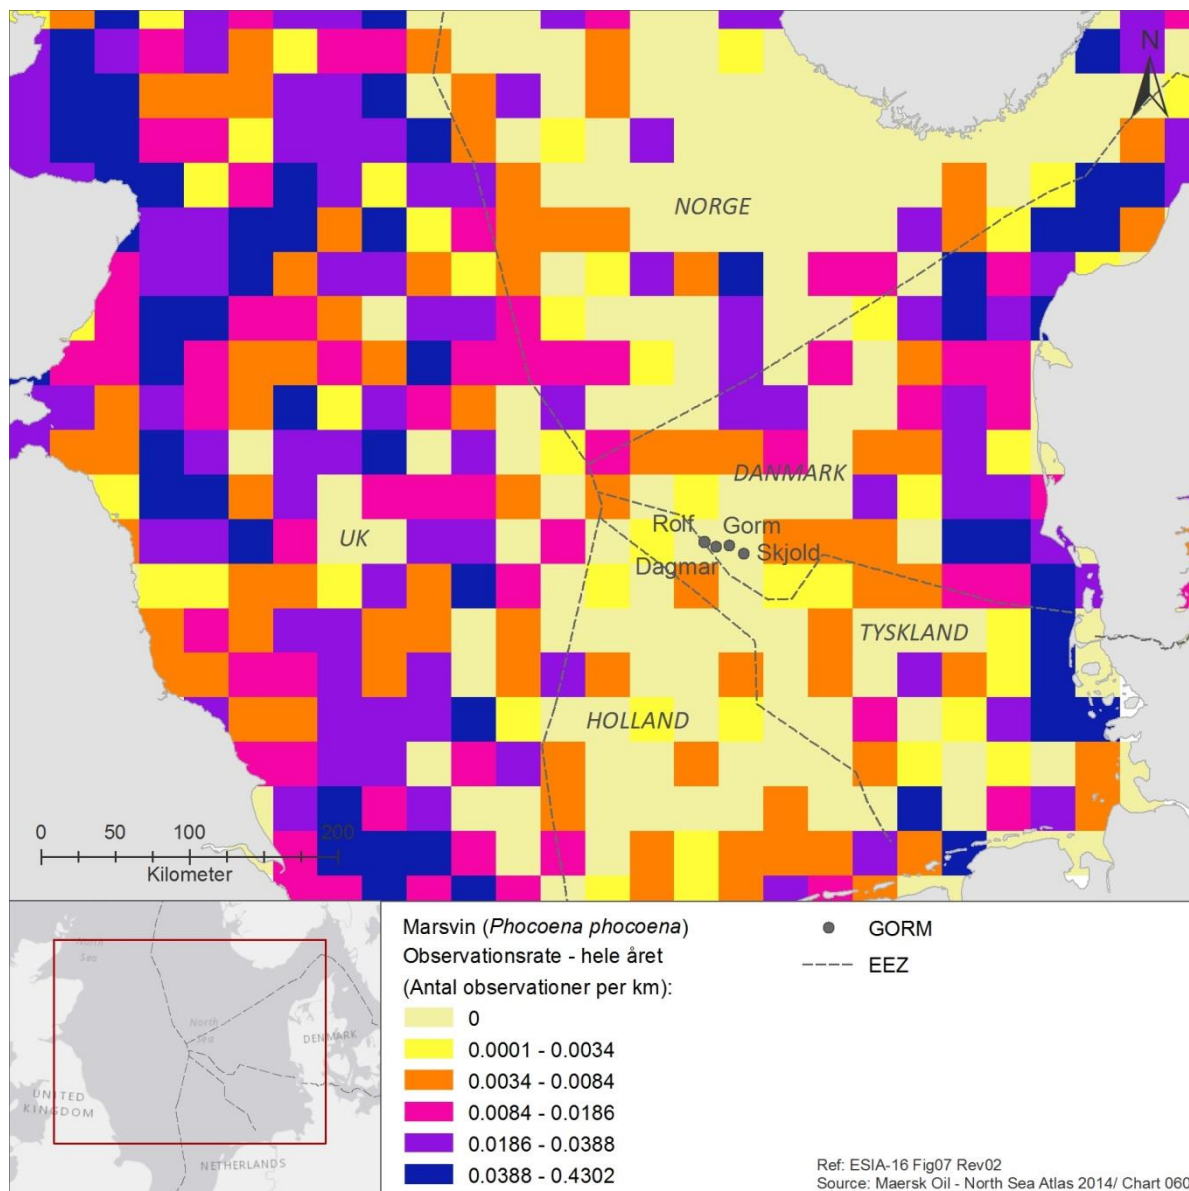 N
NORGE
DANMARK
Rolf
Gorm
UK
Dagmar
Skjold
TYSKLAND
HOLLAND
0 50 100 200
Kilometer
North
Sea
North
Sea
DENMARK
UNITED
KINGDOM
NETHERLANDS
Marsvin (Phocoena phocoena)
Observationsrate - hele året
(Antal observationer per km):
0
0.0001 - 0.0034
0.0034 - 0.0084
0.0084 - 0.0186
0.0186 - 0.0388
0.0388 - 0.4302
GORM
EEZ
Ref: ESIA-16 Fig07 Rev02
Source: Maersk Oil - North Sea Atlas 2014/ Chart 060